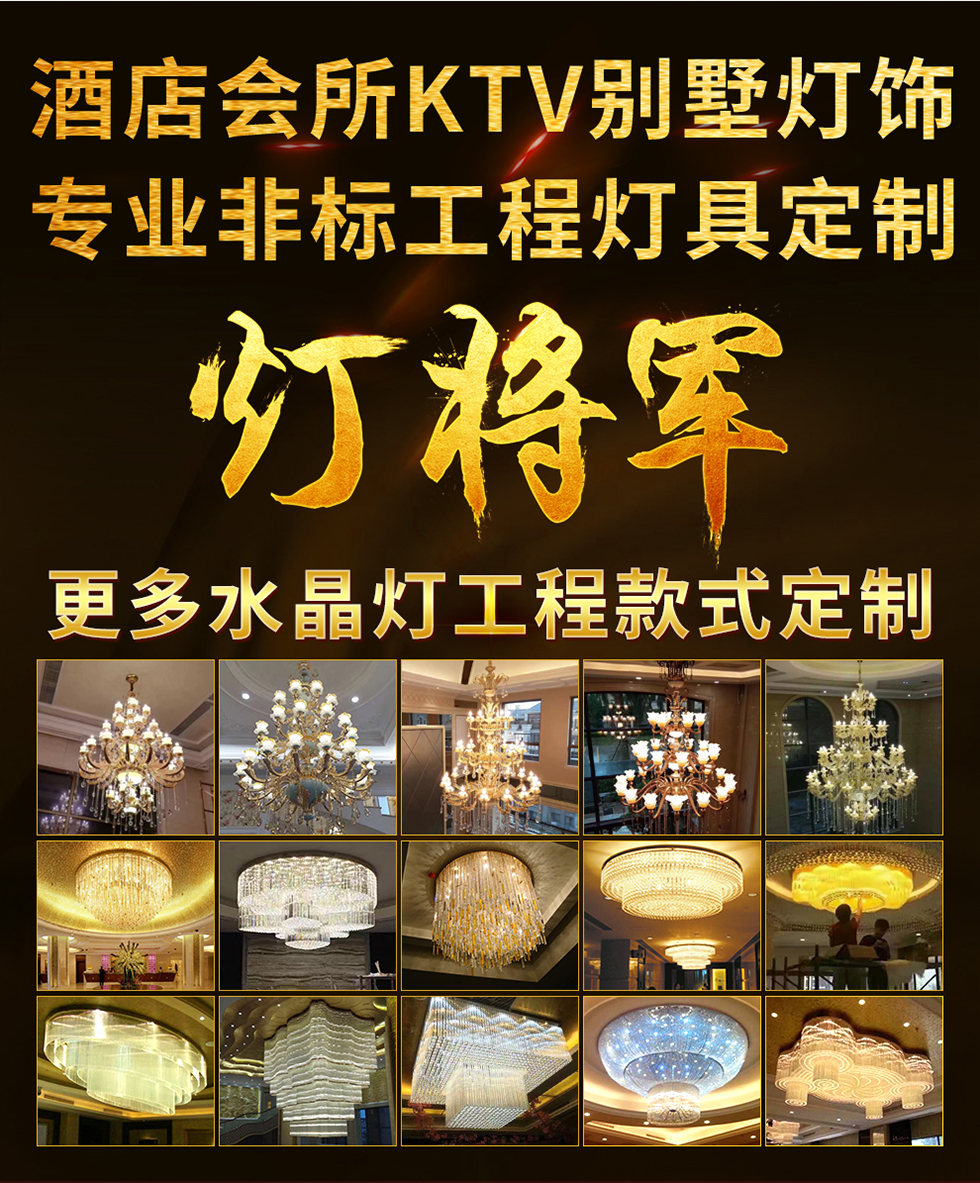 酒店会所KTV别墅灯饰
专业非标工程灯具定制
灯将军
更多水晶灯工程款式定制